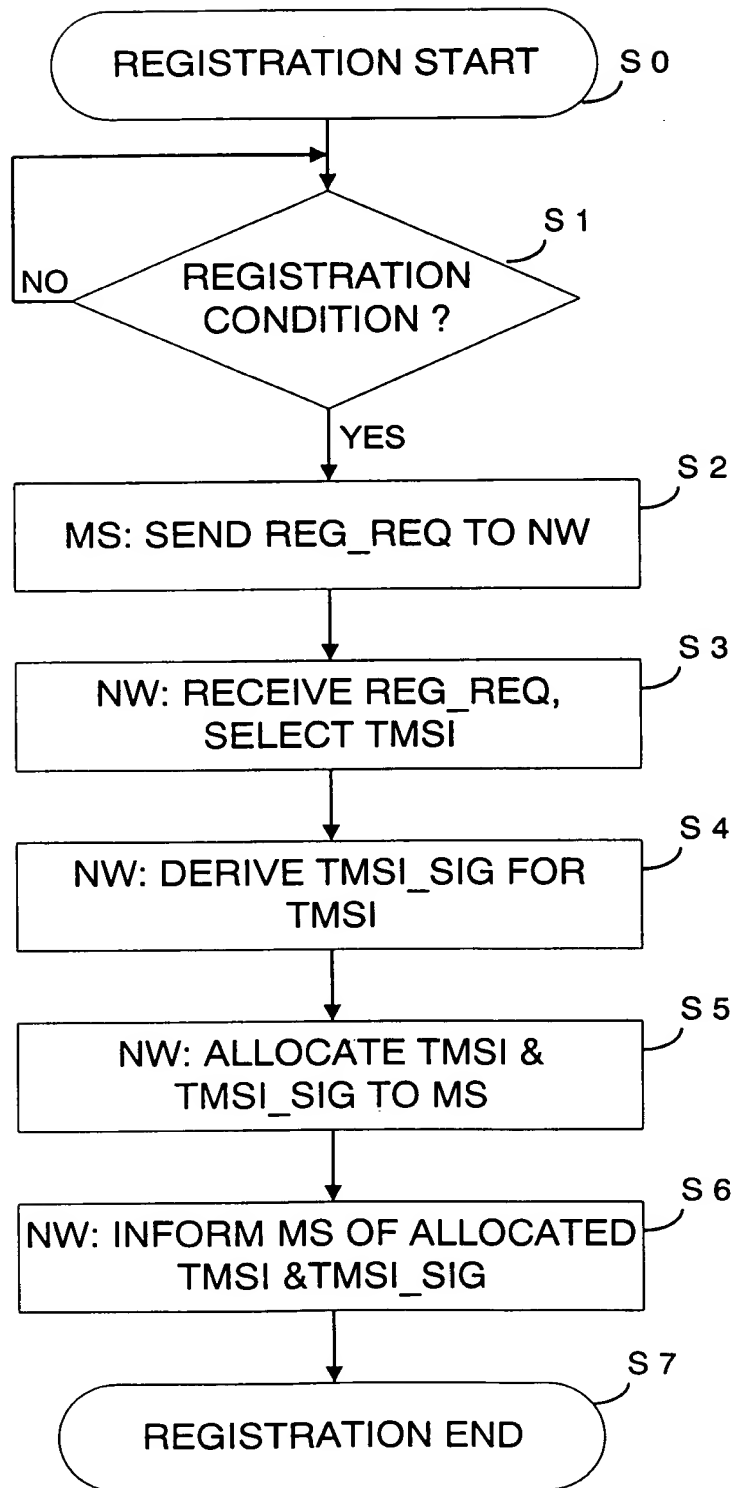 REGISTRATION START
S 0
S 1
REGISTRATION
CONDITION ?
NO
YES
S 2
MS: SEND REG_REQ TO NW
S 3
NW: RECEIVE REG_REQ,
SELECT TMSI
S 4
NW: DERIVE TMSI_SIG FOR
TMSI
S 5
NW: ALLOCATE TMSI &
TMSI_SIG TO MS
S 6
NW: INFORM MS OF ALLOCATED
TMSI &TMSI_SIG
S 7
REGISTRATION END